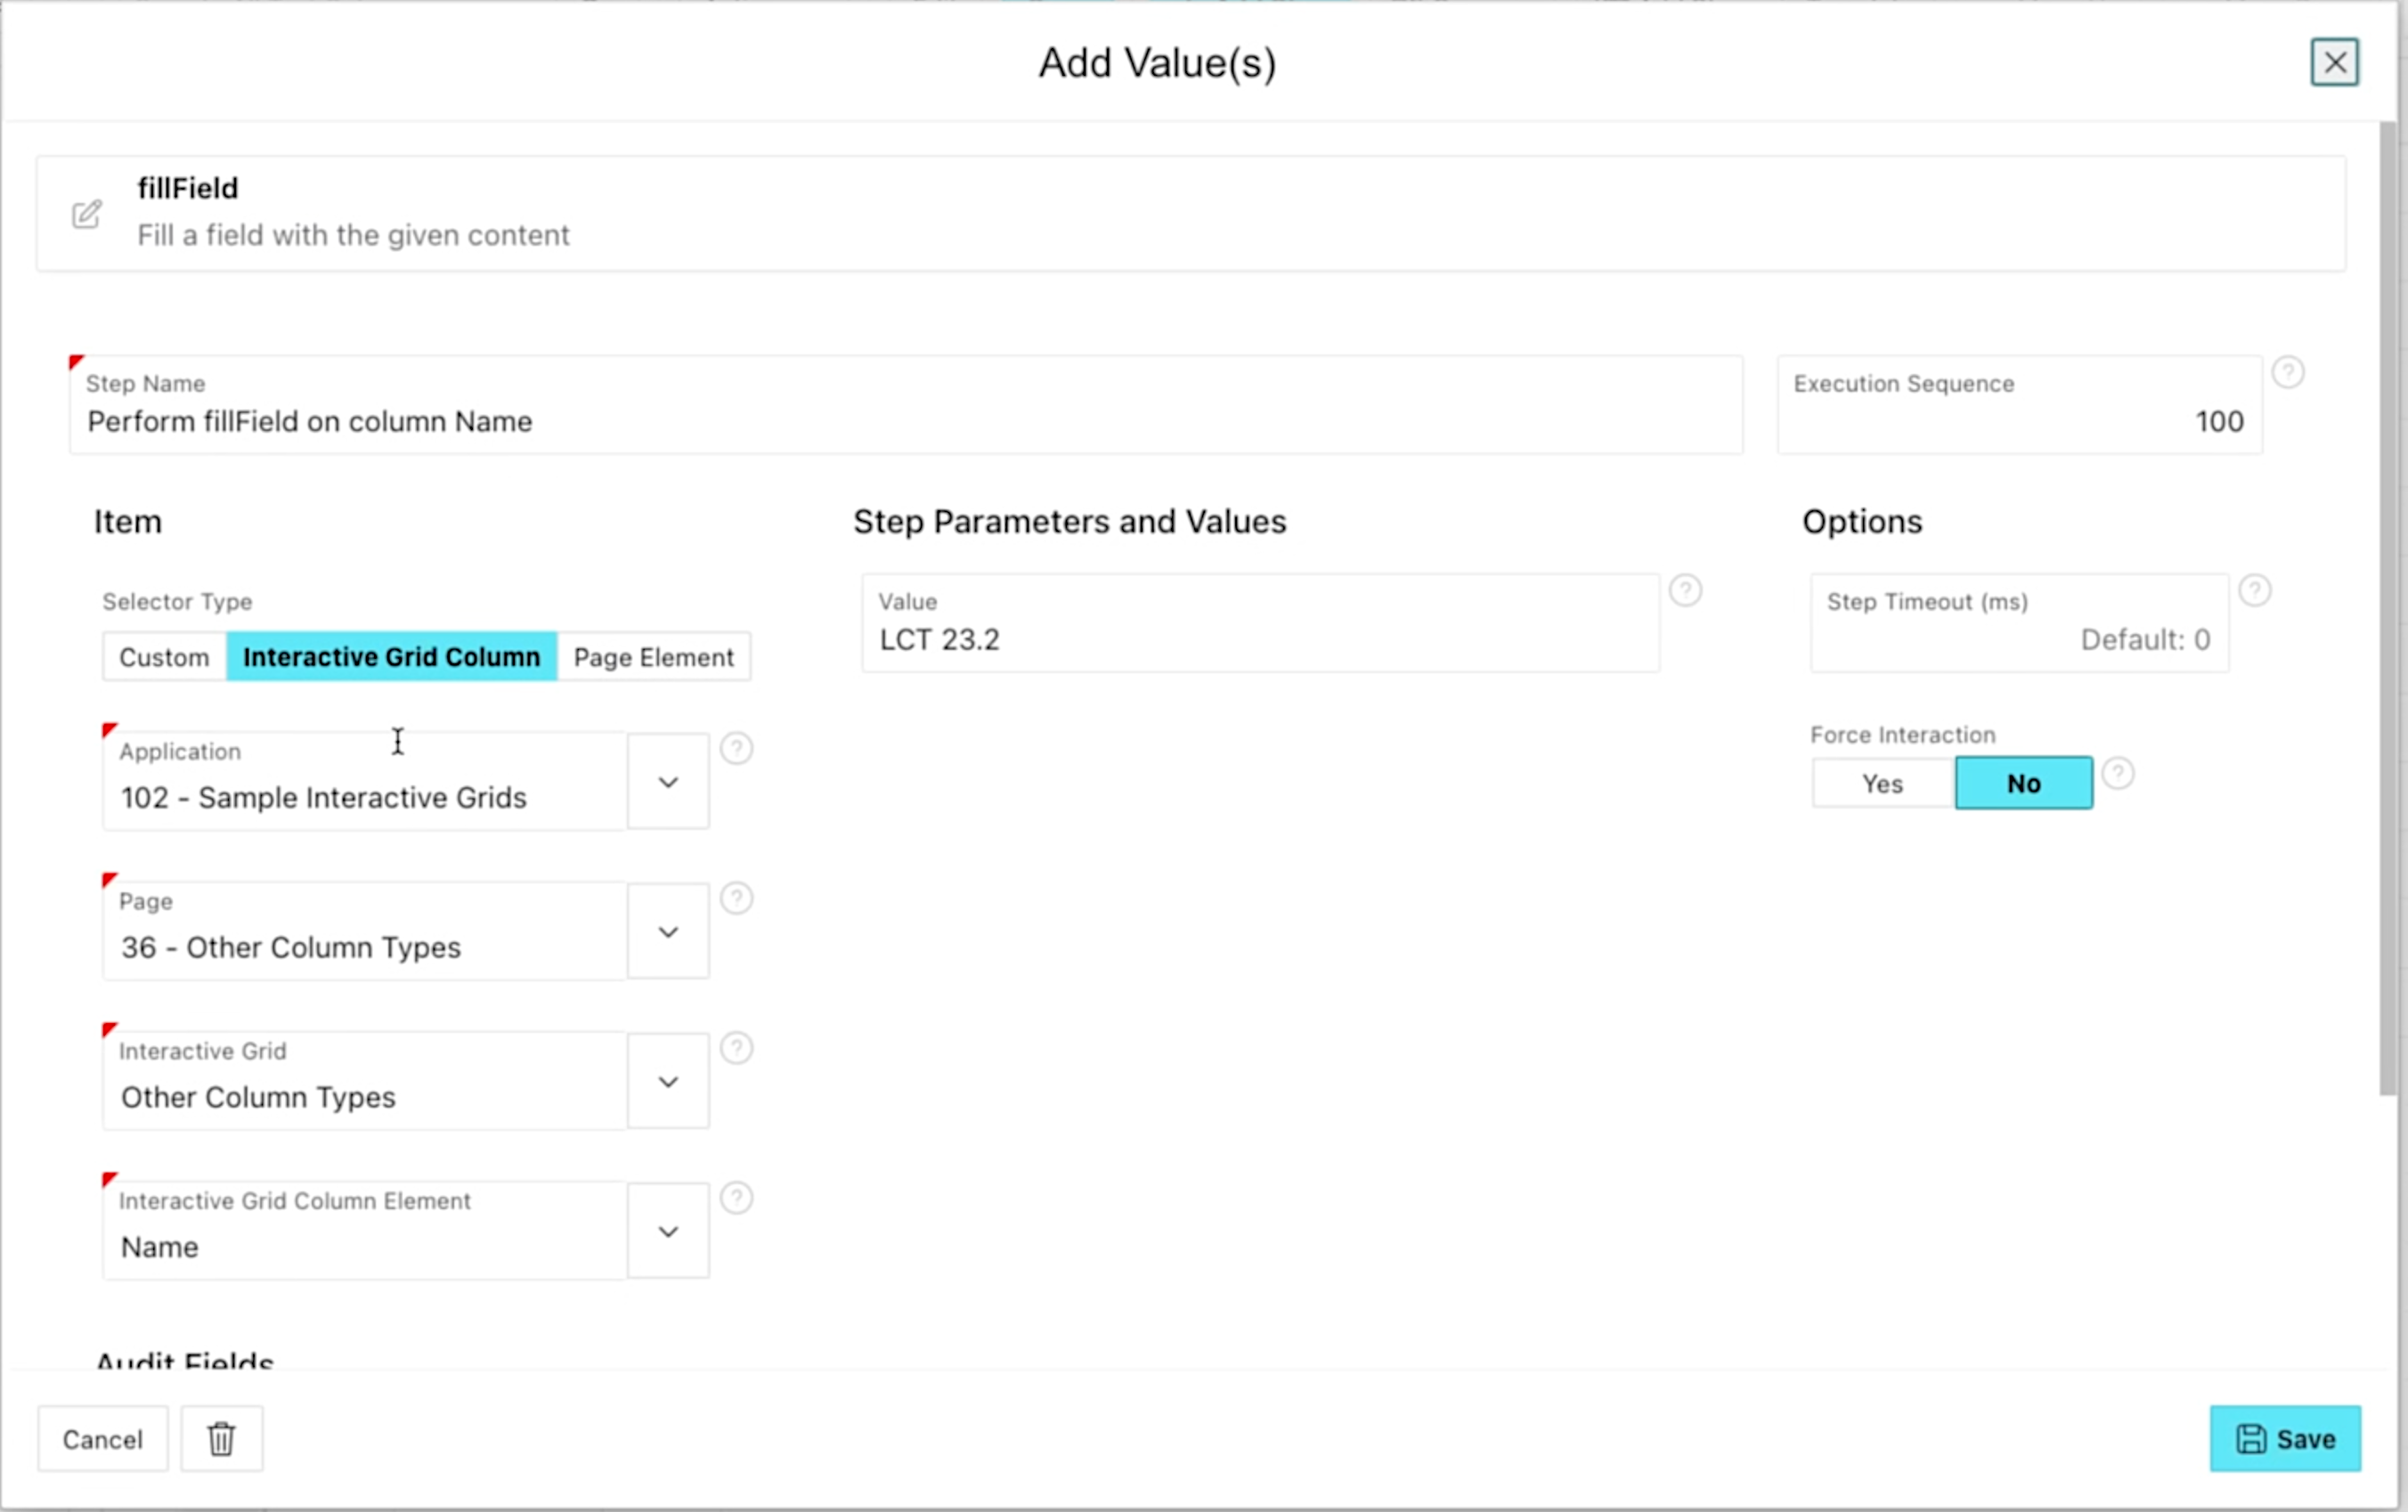 Add Value(s)
fillField
Fill a field with the given content
Step Name
Perform fillField on column Name
Execution Sequence
100
Item
Selector Type
Custom
Interactive Grid Column
Page Element
Application
102 - Sample Interactive Grids
Page
36 - Other Column Types
Interactive Grid
Other Column Types
Interactive Grid Column Element
Name
Step Parameters and Values
Value
LCT 23.2
Options
Step Timeout (ms)
Default: 0
Force Interaction
Yes
No
Audit Fields
Cancel
Save